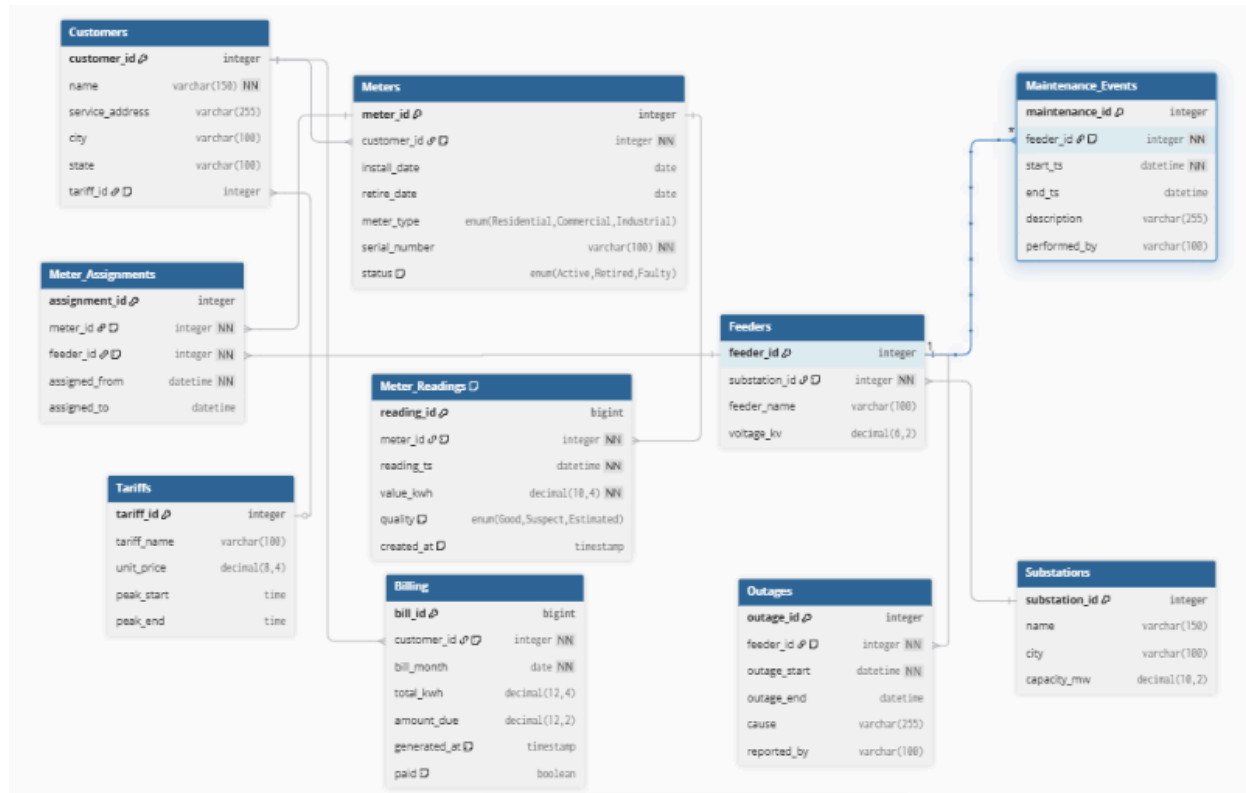 Customers
customer_id integer
name varchar(150) NN
service_address varchar(255)
city varchar(100)
state varchar(100)
tariff_id integer
Meters
meter_id integer
customer_id integer NN
install_date date
retire_date date
meter_type enum(Residential,Commercial,Industrial)
serial_number varchar(100) NN
status enum(Active,Retired,Faulty)
Maintenance_Events
maintenance_id integer
* feeder_id integer NN
start_ts datetime NN
end_ts datetime
description varchar(255)
performed_by varchar(100)
Meter_Assignments
assignment_id integer
meter_id integer NN
feeder_id integer NN
assigned_from datetime NN
assigned_to datetime
Feeders
feeder_id integer 1
substation_id integer NN
feeder_name varchar(100)
voltage_kv decimal(6,2)
Meter_Readings
reading_id bigint
meter_id integer NN
reading_ts datetime NN
value_kwh decimal(10,4) NN
quality enum(Good,Suspect,Estimated)
created_at timestamp
Tariffs
tariff_id integer
tariff_name varchar(100)
unit_price decimal(8,4)
peak_start time
peak_end time
Billing
bill_id bigint
customer_id integer NN
bill_month date NN
total_kwh decimal(12,4)
amount_due decimal(12,2)
generated_at timestamp
paid boolean
Outages
outage_id integer
feeder_id integer NN
outage_start datetime NN
outage_end datetime
cause varchar(255)
reported_by varchar(100)
Substations
substation_id integer
name varchar(150)
city varchar(100)
capacity_mw decimal(10,2)